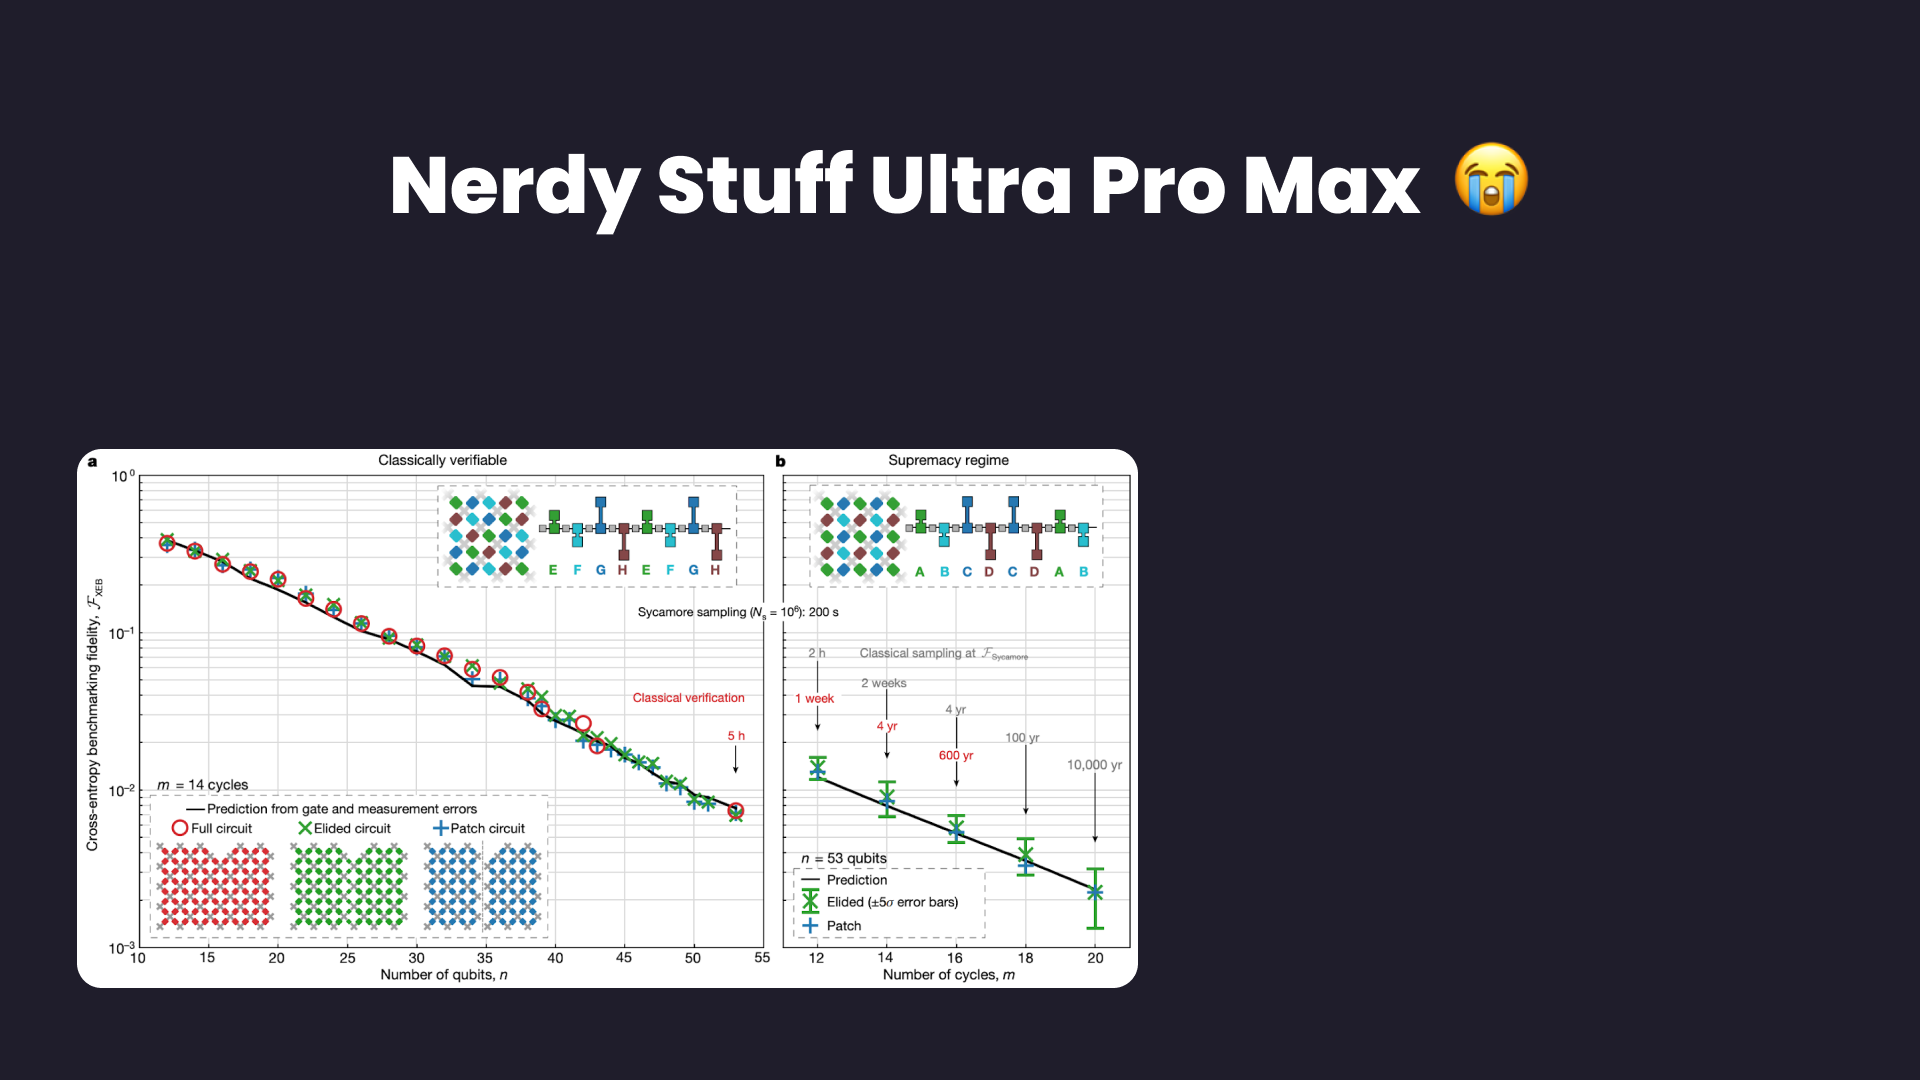 Nerdy Stuff Ultra Pro Max 😭
a
Classically verifiable
10⁰
10⁻¹
10⁻²
10⁻³
Cross-entropy benchmarking fidelity, ℱ_XEB
E F G H E F G H
Sycamore sampling (Nₛ = 10⁶): 200 s
Classical verification
5 h
m = 14 cycles
Prediction from gate and measurement errors
Full circuit
Elided circuit
Patch circuit
10 15 20 25 30 35 40 45 50 55
Number of qubits, n
b
Supremacy regime
A B C D C D A B
Classical sampling at ℱ_Sycamore
2 h
1 week
2 weeks
4 yr
4 yr
600 yr
100 yr
10,000 yr
n = 53 qubits
Prediction
Elided (±5σ error bars)
Patch
12 14 16 18 20
Number of cycles, m